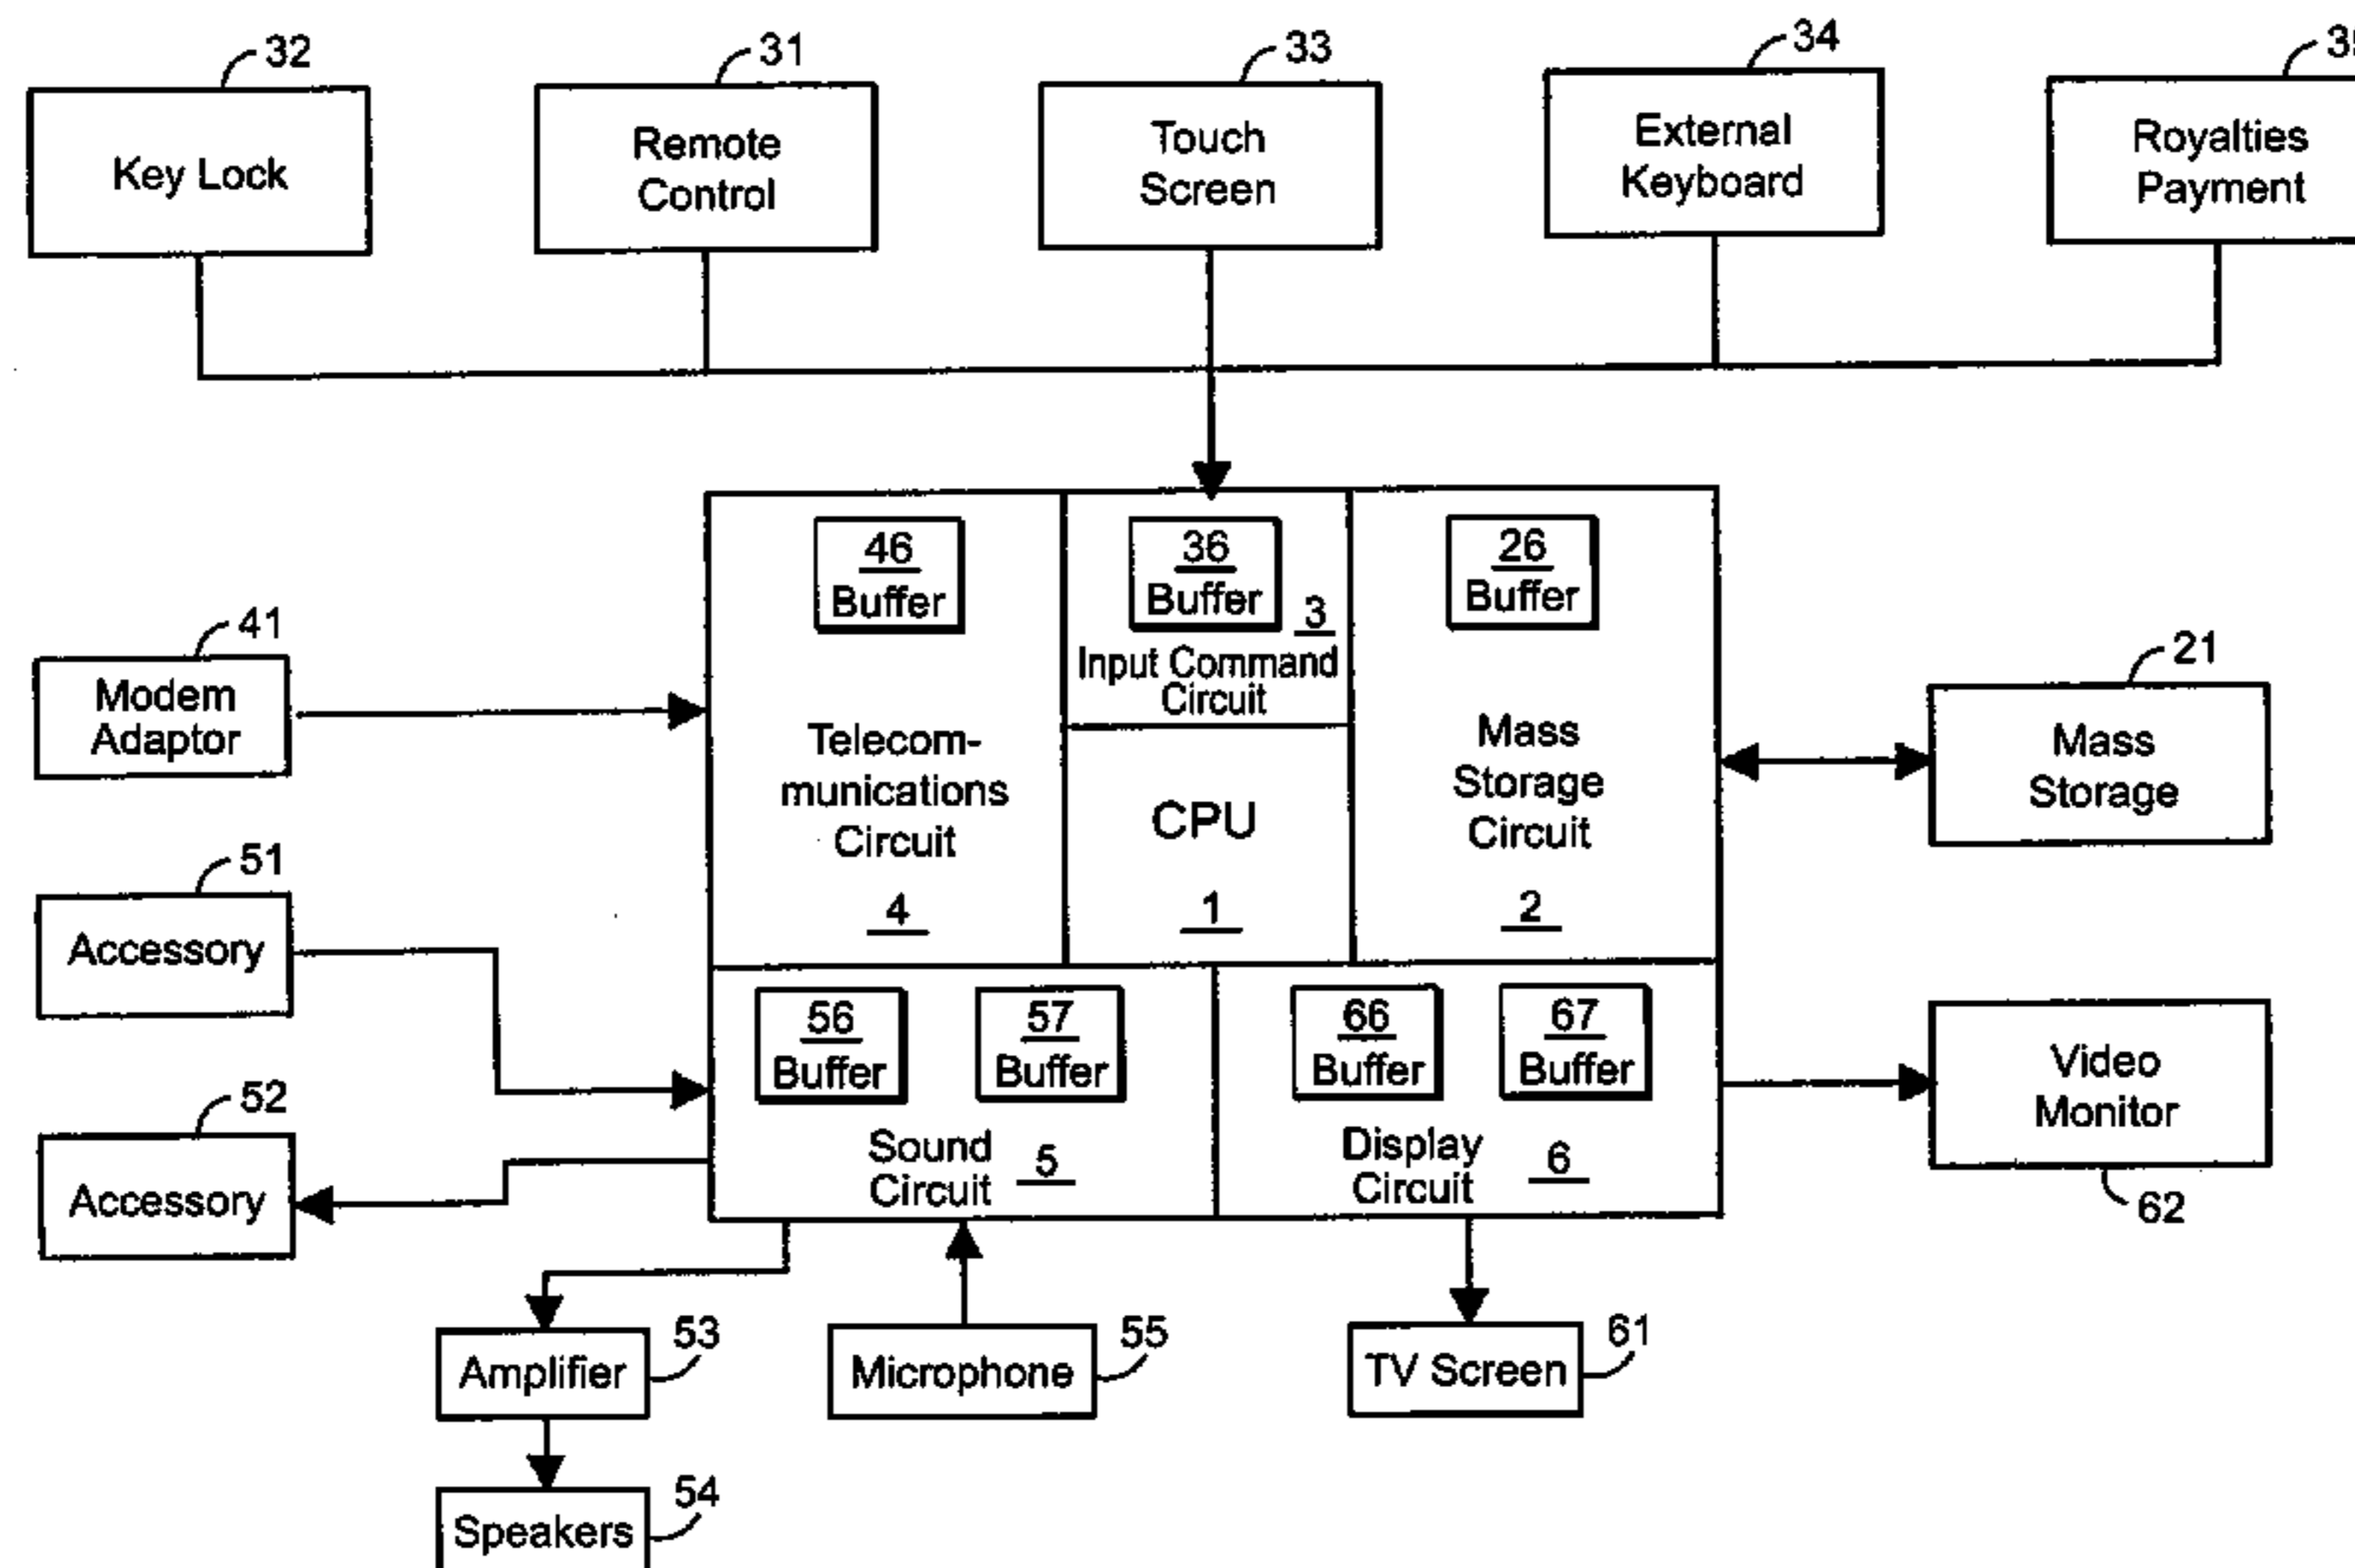 32
31
33
34
Key Lock
Remote
Control
Touch
Screen
External
Keyboard
Royalties
Payment
46
Buffer
36
Buffer
3
Input Command
Circuit
26
Buffer
41
Modem
Adaptor
Telecom-
munications
Circuit
4
CPU
1
Mass
Storage
Circuit
2
21
Mass
Storage
51
Accessory
52
Accessory
56
Buffer
57
Buffer
Sound
Circuit
5
66
Buffer
67
Buffer
Display
Circuit
6
Video
Monitor
62
Amplifier
53
Microphone
55
TV Screen
61
Speakers
54